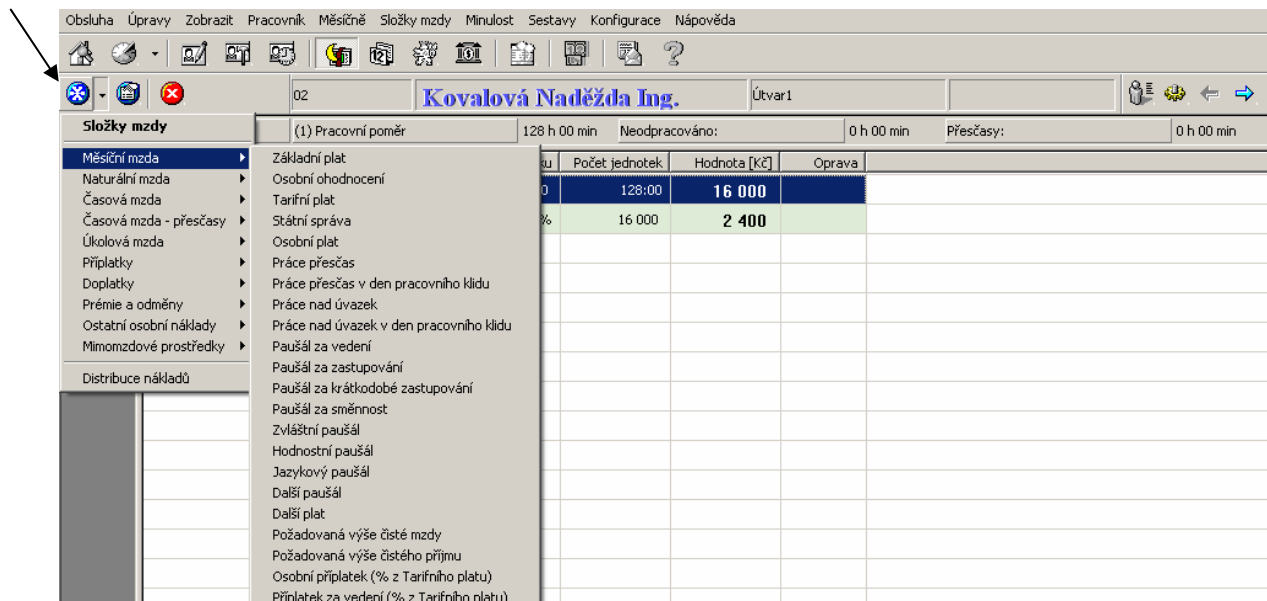 Obsluha Úpravy Zobrazit Pracovník Měsíčně Složky mzdy Minulost Sestavy Konfigurace Nápověda
02 Kovalová Naděžda Ing. Útvar1
Složky mzdy (1) Pracovní poměr 128 h 00 min Neodpracováno: 0 h 00 min Přesčasy: 0 h 00 min
Počet jednotek Hodnota [Kč] Oprava
128:00 16 000
% 16 000 2 400
Měsíční mzda
Naturální mzda
Časová mzda
Časová mzda - přesčasy
Úkolová mzda
Příplatky
Doplatky
Prémie a odměny
Ostatní osobní náklady
Mimomzdové prostředky
Distribuce nákladů
Základní plat
Osobní ohodnocení
Tarifní plat
Státní správa
Osobní plat
Práce přesčas
Práce přesčas v den pracovního klidu
Práce nad úvazek
Práce nad úvazek v den pracovního klidu
Paušál za vedení
Paušál za zastupování
Paušál za krátkodobé zastupování
Paušál za směnnost
Zvláštní paušál
Hodnostní paušál
Jazykový paušál
Další paušál
Další plat
Požadovaná výše čisté mzdy
Požadovaná výše čistého příjmu
Osobní příplatek (% z Tarifního platu)
Příplatek za vedení (% z Tarifního platu)